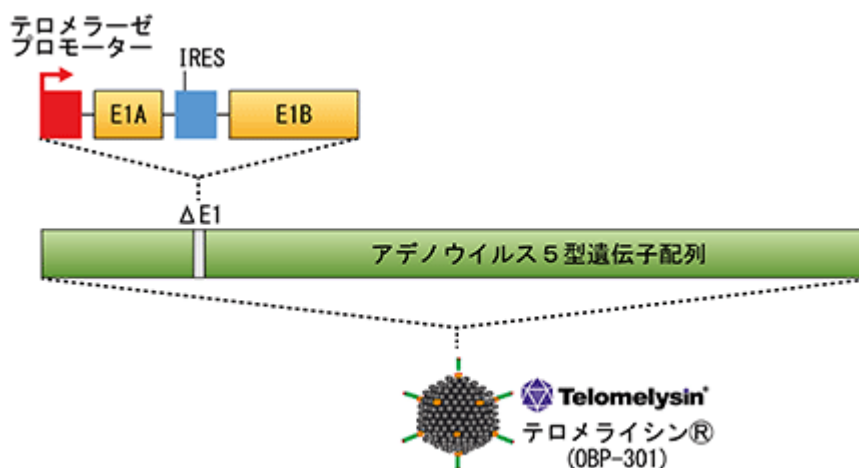 テロメラーゼ
プロモーター
IRES
E1A
E1B
ΔE1
アデノウイルス5型遺伝子配列
Telomelysin®
テロメライシン®
(OBP-301)